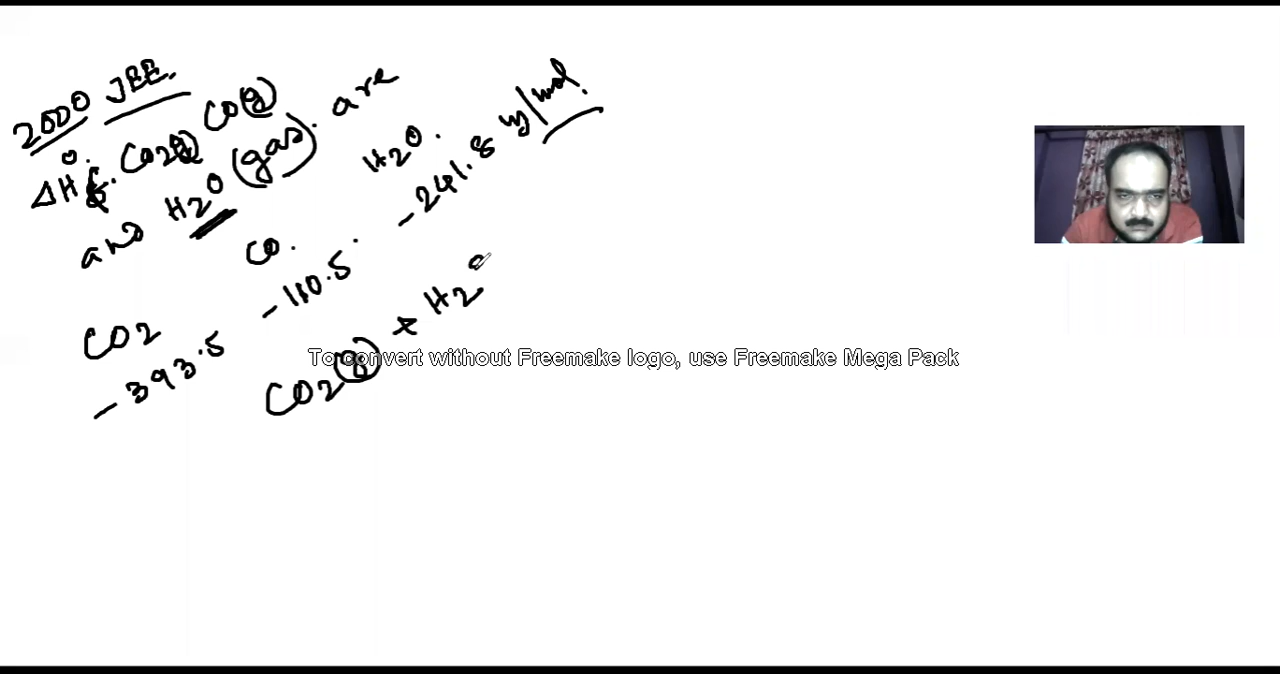 2000 JEE.
ΔHf°. CO2(g) CO(g)
and H2O (gas). are
CO2 CO. H2O.
-393.5 -110.5. -241.8 kJ/mol.
CO2(g) + H2
To convert without Freemake logo, use Freemake Mega Pack